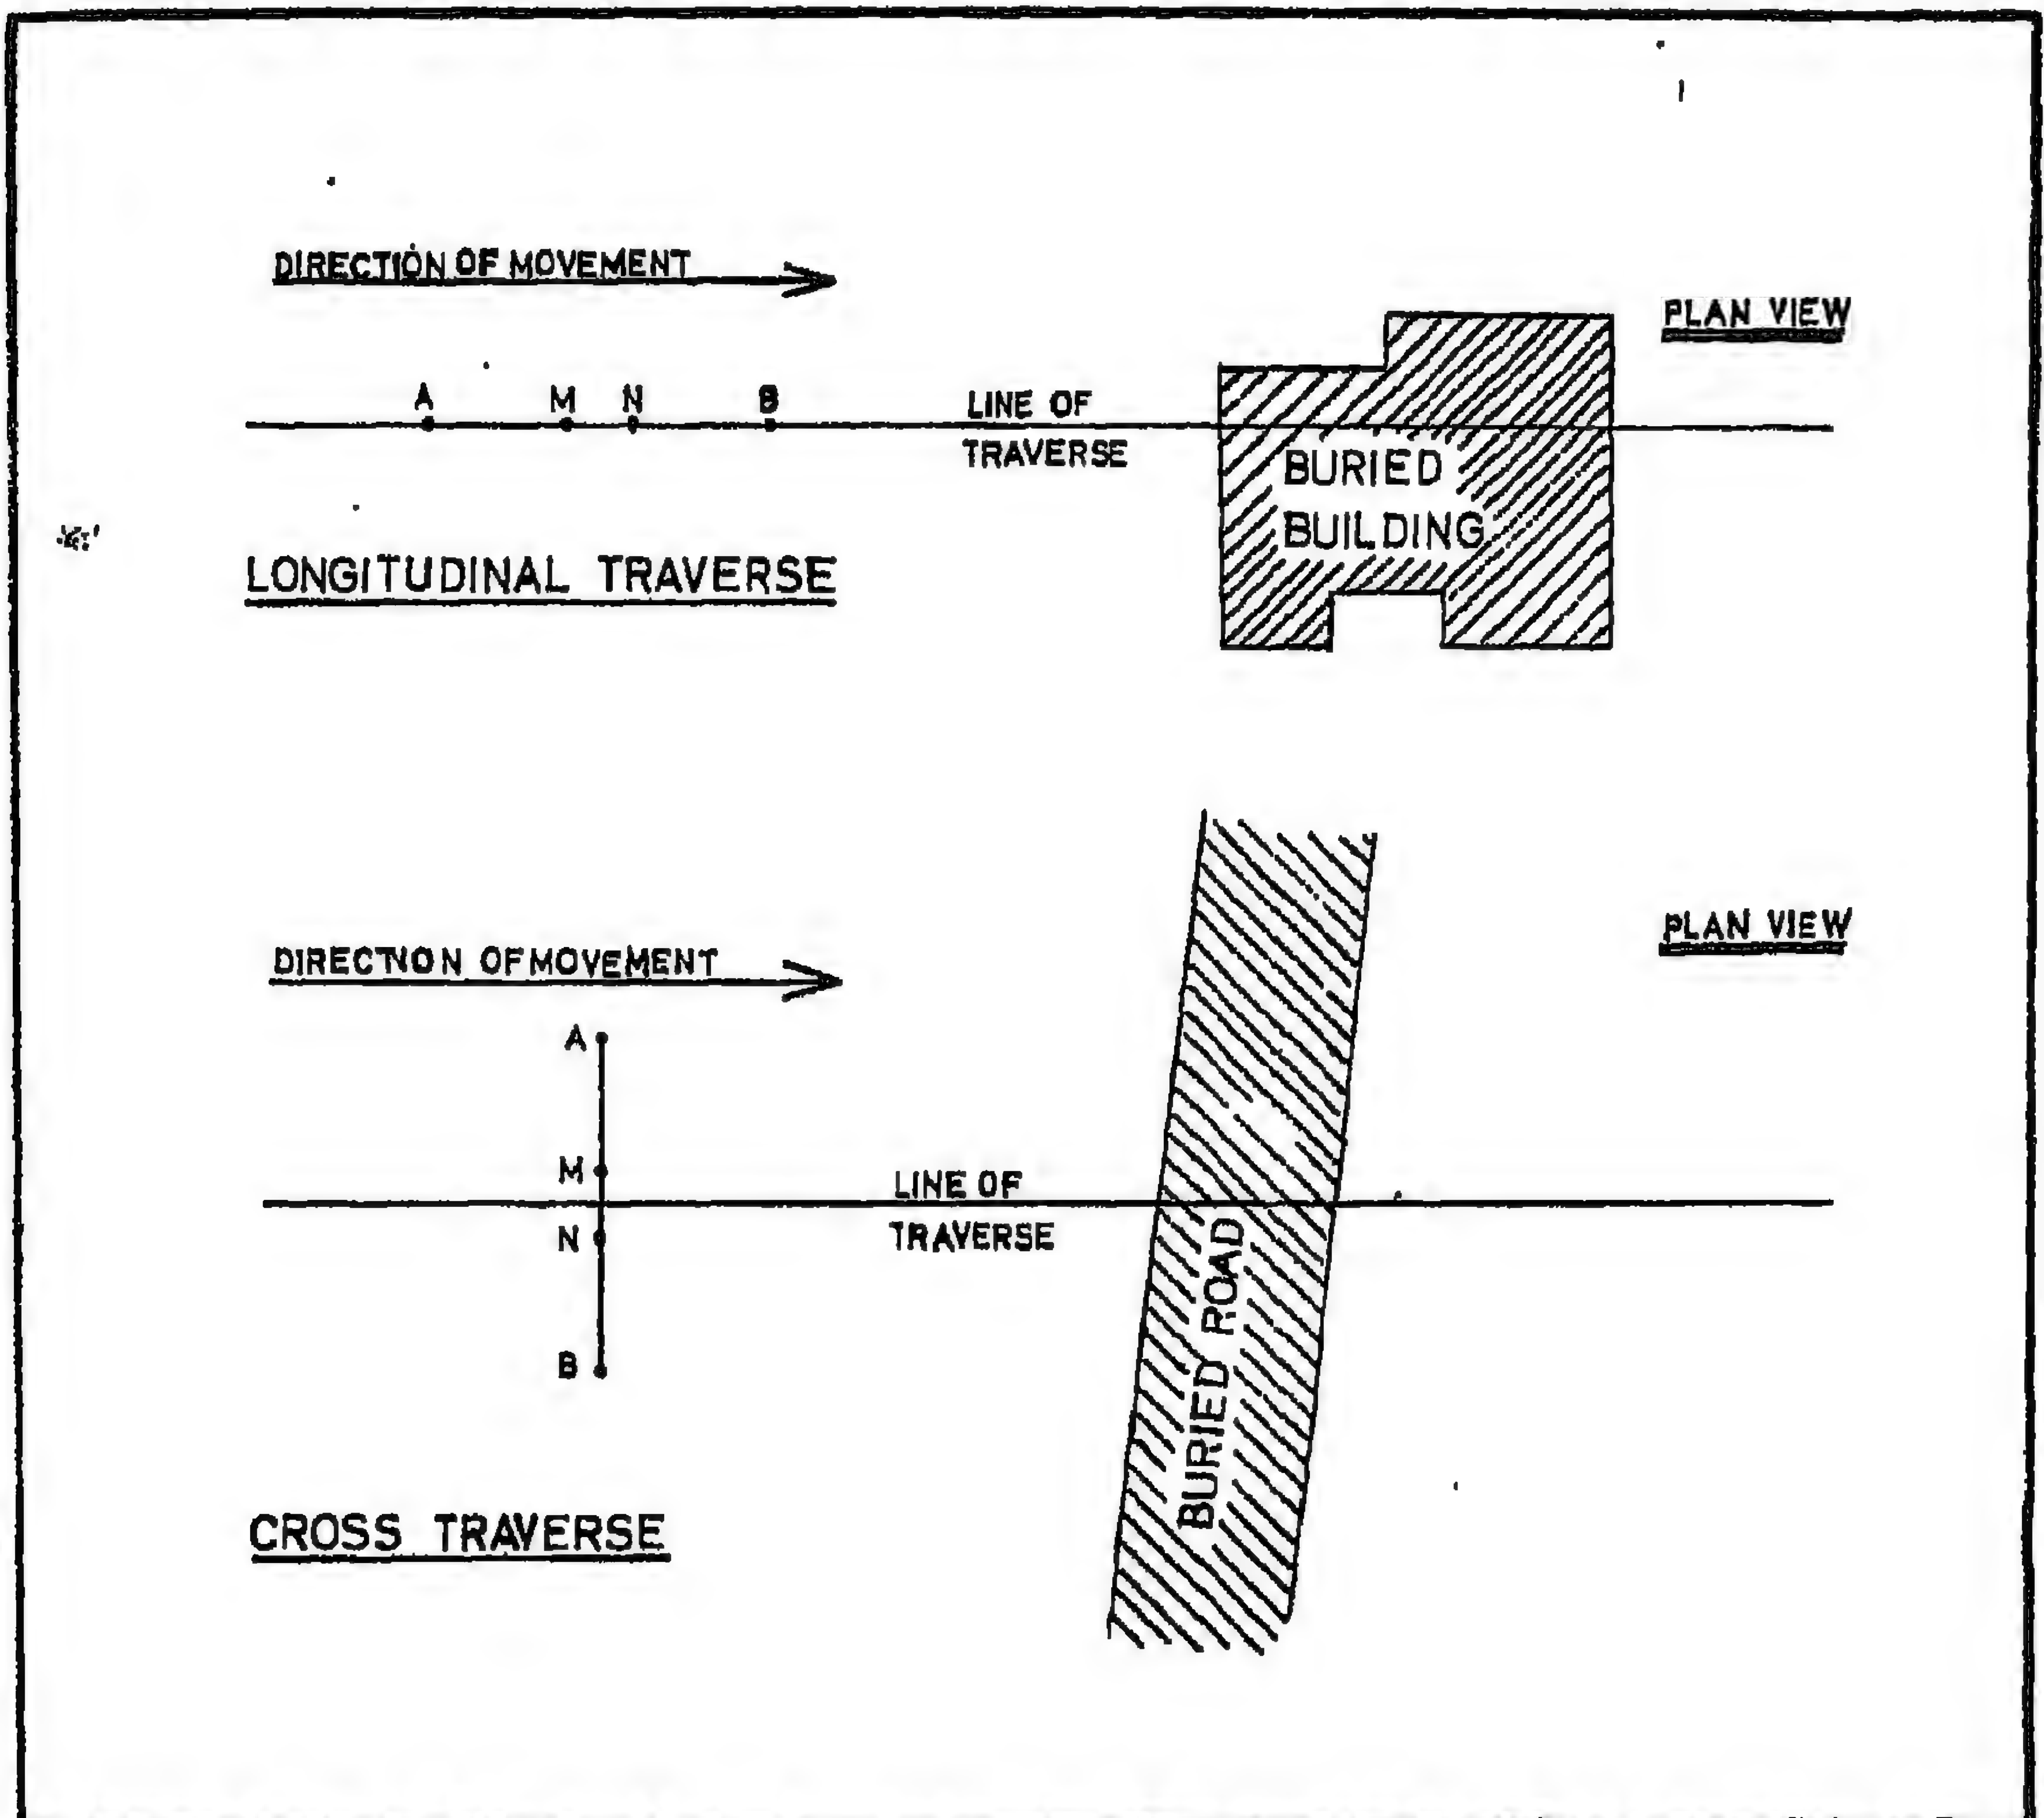 DIRECTION OF MOVEMENT
PLAN VIEW
A M N B
LINE OF
TRAVERSE
BURIED
BUILDING
LONGITUDINAL TRAVERSE
DIRECTION OF MOVEMENT
PLAN VIEW
A
M
LINE OF
N
TRAVERSE
B
BURIED ROAD
CROSS TRAVERSE